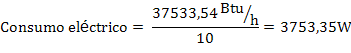 Consumo eléctrico = 37533,54 Btu/h / 10 = 3753,35W